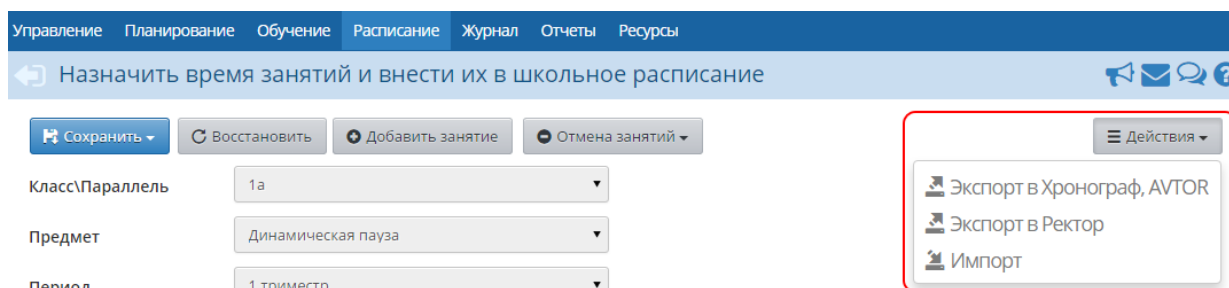 Управление Планирование Обучение Расписание Журнал Отчеты Ресурсы
Назначить время занятий и внести их в школьное расписание
Сохранить Восстановить Добавить занятие Отмена занятий Действия
Класс\Параллель 1а
Экспорт в Хронограф, AVTOR
Предмет Динамическая пауза
Экспорт в Ректор
Импорт
Период 1 триместр